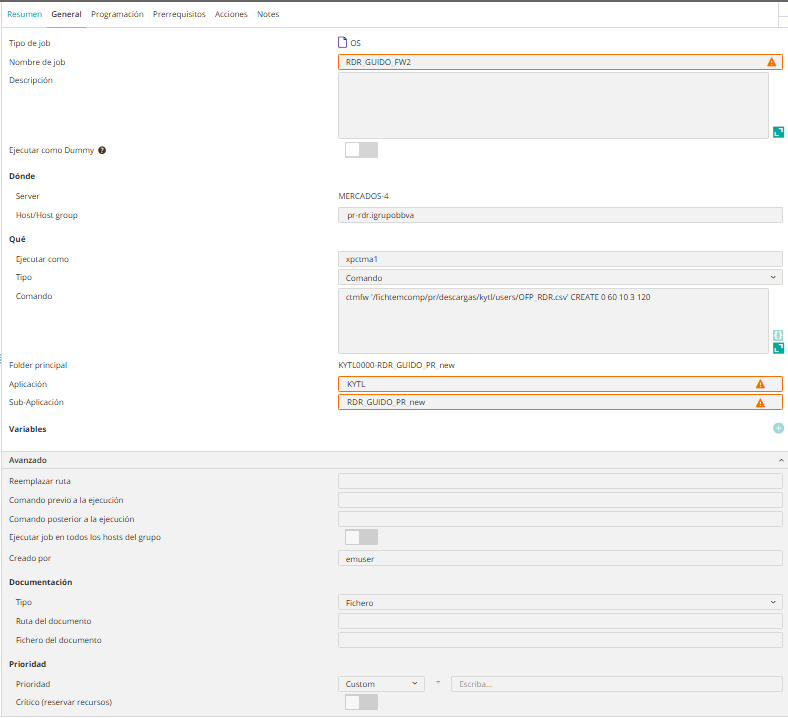 Resumen General Programación Prerrequisitos Acciones Notes
Tipo de job OS
Nombre de job RDR_GUIDO_FW2
Descripción
Ejecutar como Dummy ?
Dónde
Server MERCADOS-4
Host/Host group pr-rdr.igrupobbva
Qué
Ejecutar como xpctma1
Tipo Comando
Comando ctmfw '/fichtemcomp/pr/descargas/kytl/users/OFP_RDR.csv' CREATE 0 60 10 3 120
Folder principal KYTL0000-RDR_GUIDO_PR_new
Aplicación KYTL
Sub-Aplicación RDR_GUIDO_PR_new
Variables
Avanzado
Reemplazar ruta
Comando previo a la ejecución
Comando posterior a la ejecución
Ejecutar job en todos los hosts del grupo
Creado por emuser
Documentación
Tipo Fichero
Ruta del documento
Fichero del documento
Prioridad
Prioridad Custom = Escriba...
Crítico (reservar recursos)